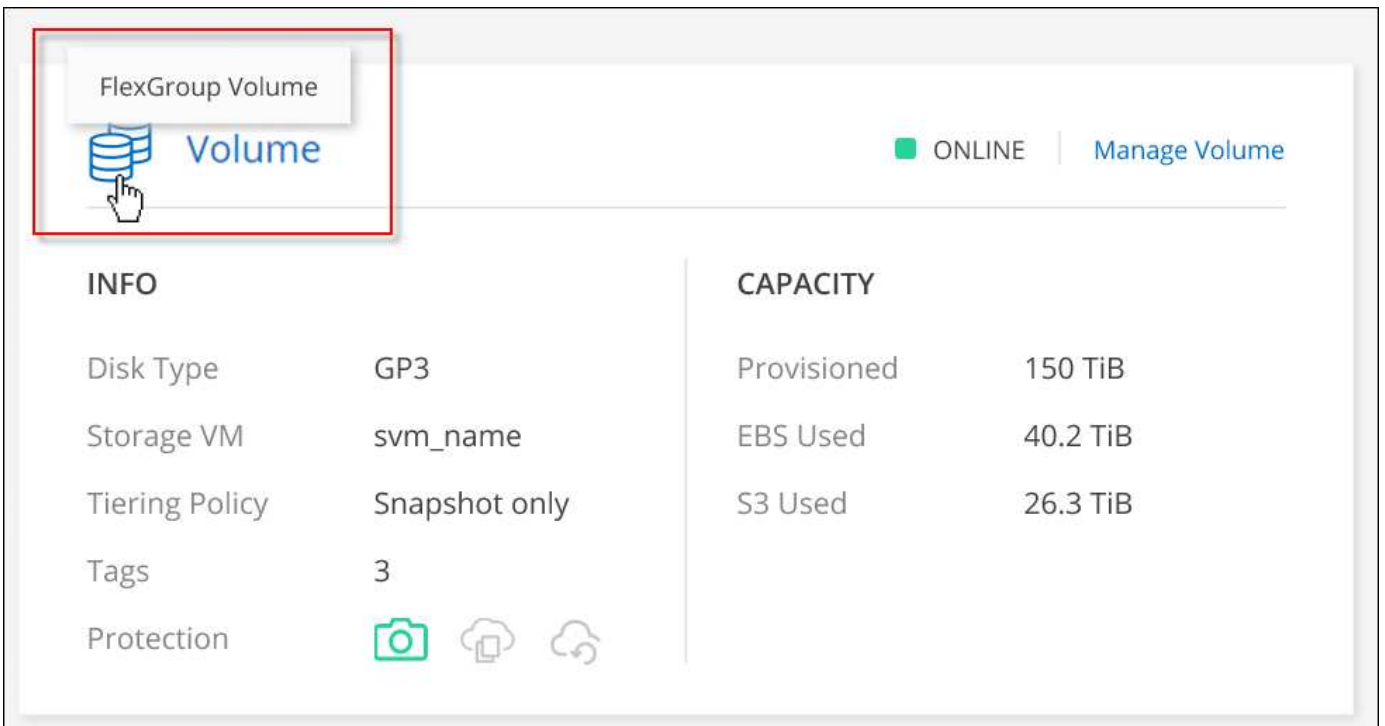 FlexGroup Volume
Volume
ONLINE
Manage Volume
INFO
Disk Type GP3
Storage VM svm_name
Tiering Policy Snapshot only
Tags 3
Protection
CAPACITY
Provisioned 150 TiB
EBS Used 40.2 TiB
S3 Used 26.3 TiB